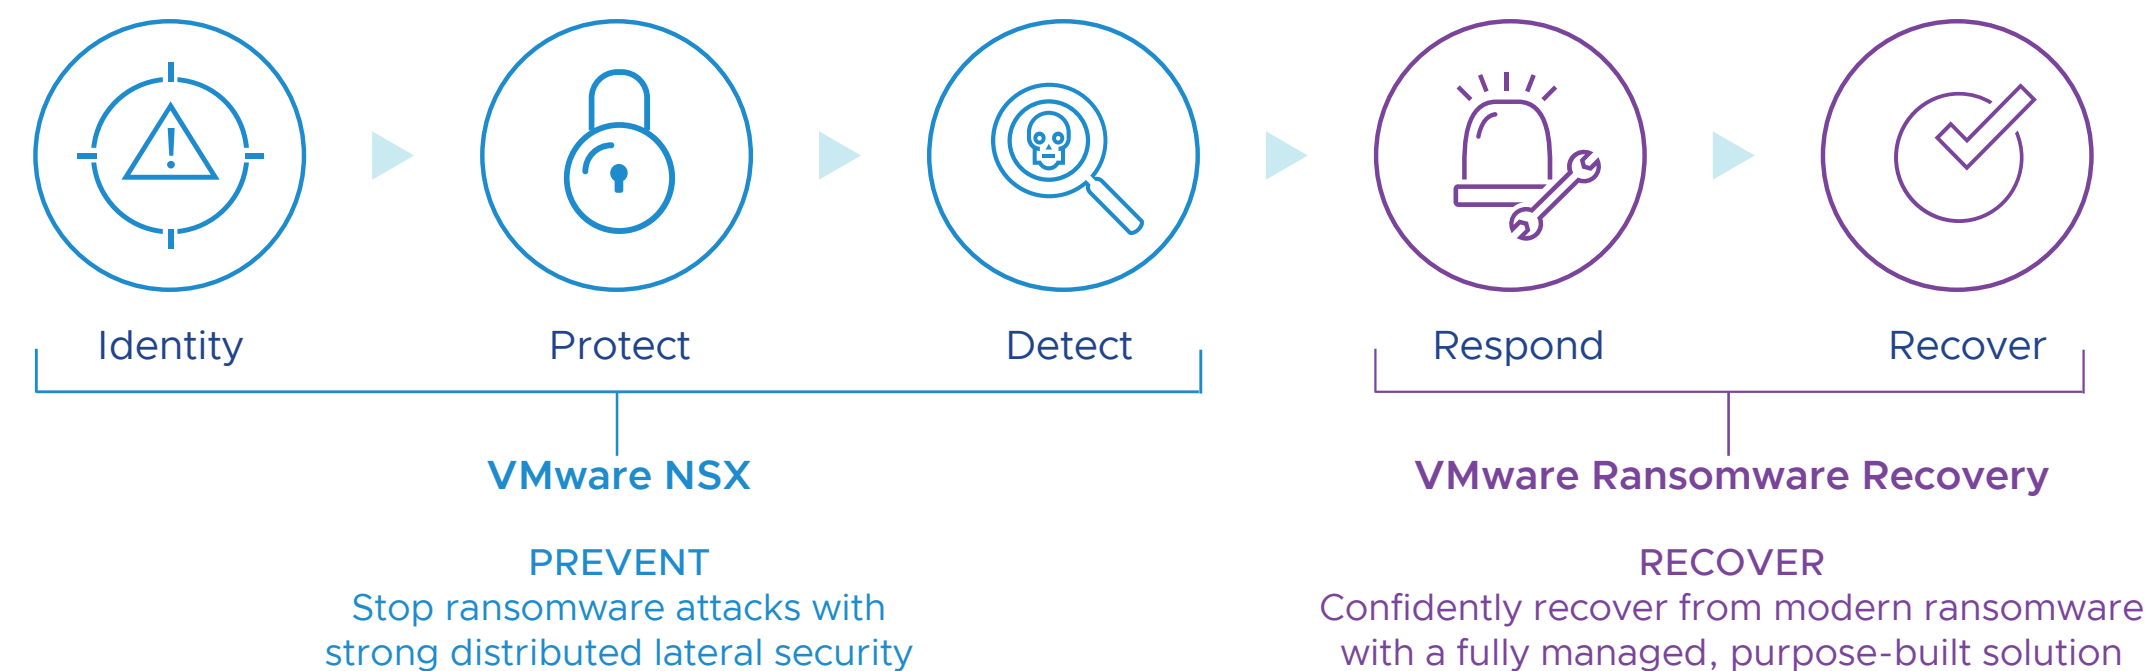 Identity
Protect
Detect
Respond
Recover
VMware NSX
PREVENT
Stop ransomware attacks with
strong distributed lateral security
VMware Ransomware Recovery
RECOVER
Confidently recover from modern ransomware
with a fully managed, purpose-built solution